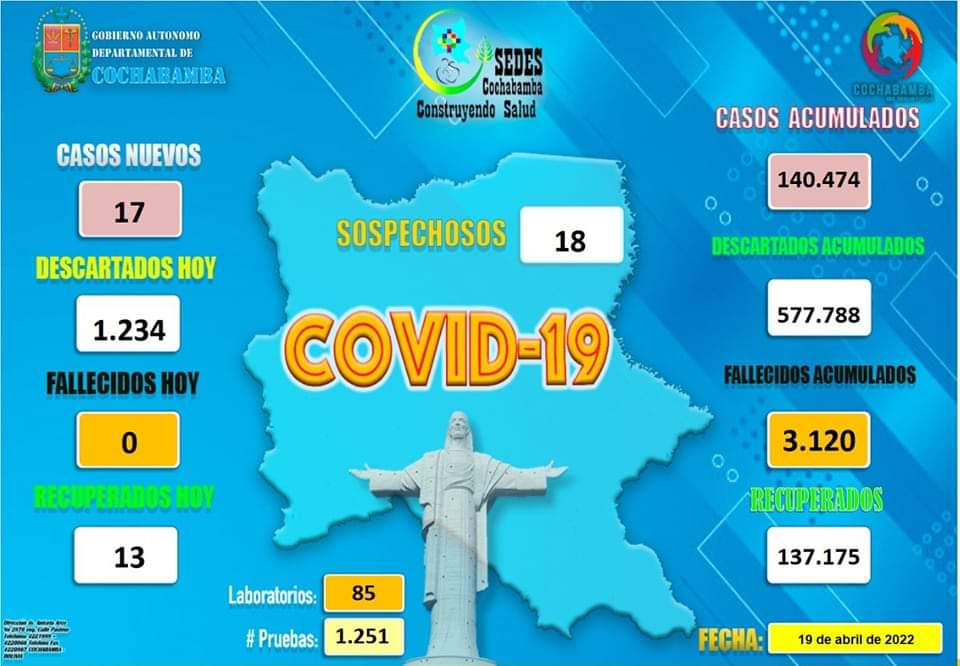 GOBIERNO AUTONOMO
DEPARTAMENTAL DE
COCHABAMBA
SEDES
Cochabamba
Construyendo Salud
COCHABAMBA
CASOS NUEVOS
17
DESCARTADOS HOY
1.234
FALLECIDOS HOY
0
RECUPERADOS HOY
13
SOSPECHOSOS
18
COVID-19
Laboratorios:
85
# Pruebas:
1.251
CASOS ACUMULADOS
140.474
DESCARTADOS ACUMULADOS
577.788
FALLECIDOS ACUMULADOS
3.120
RECUPERADOS
137.175
FECHA:
19 de abril de 2022
COCHABAMBA
BOLIVIA